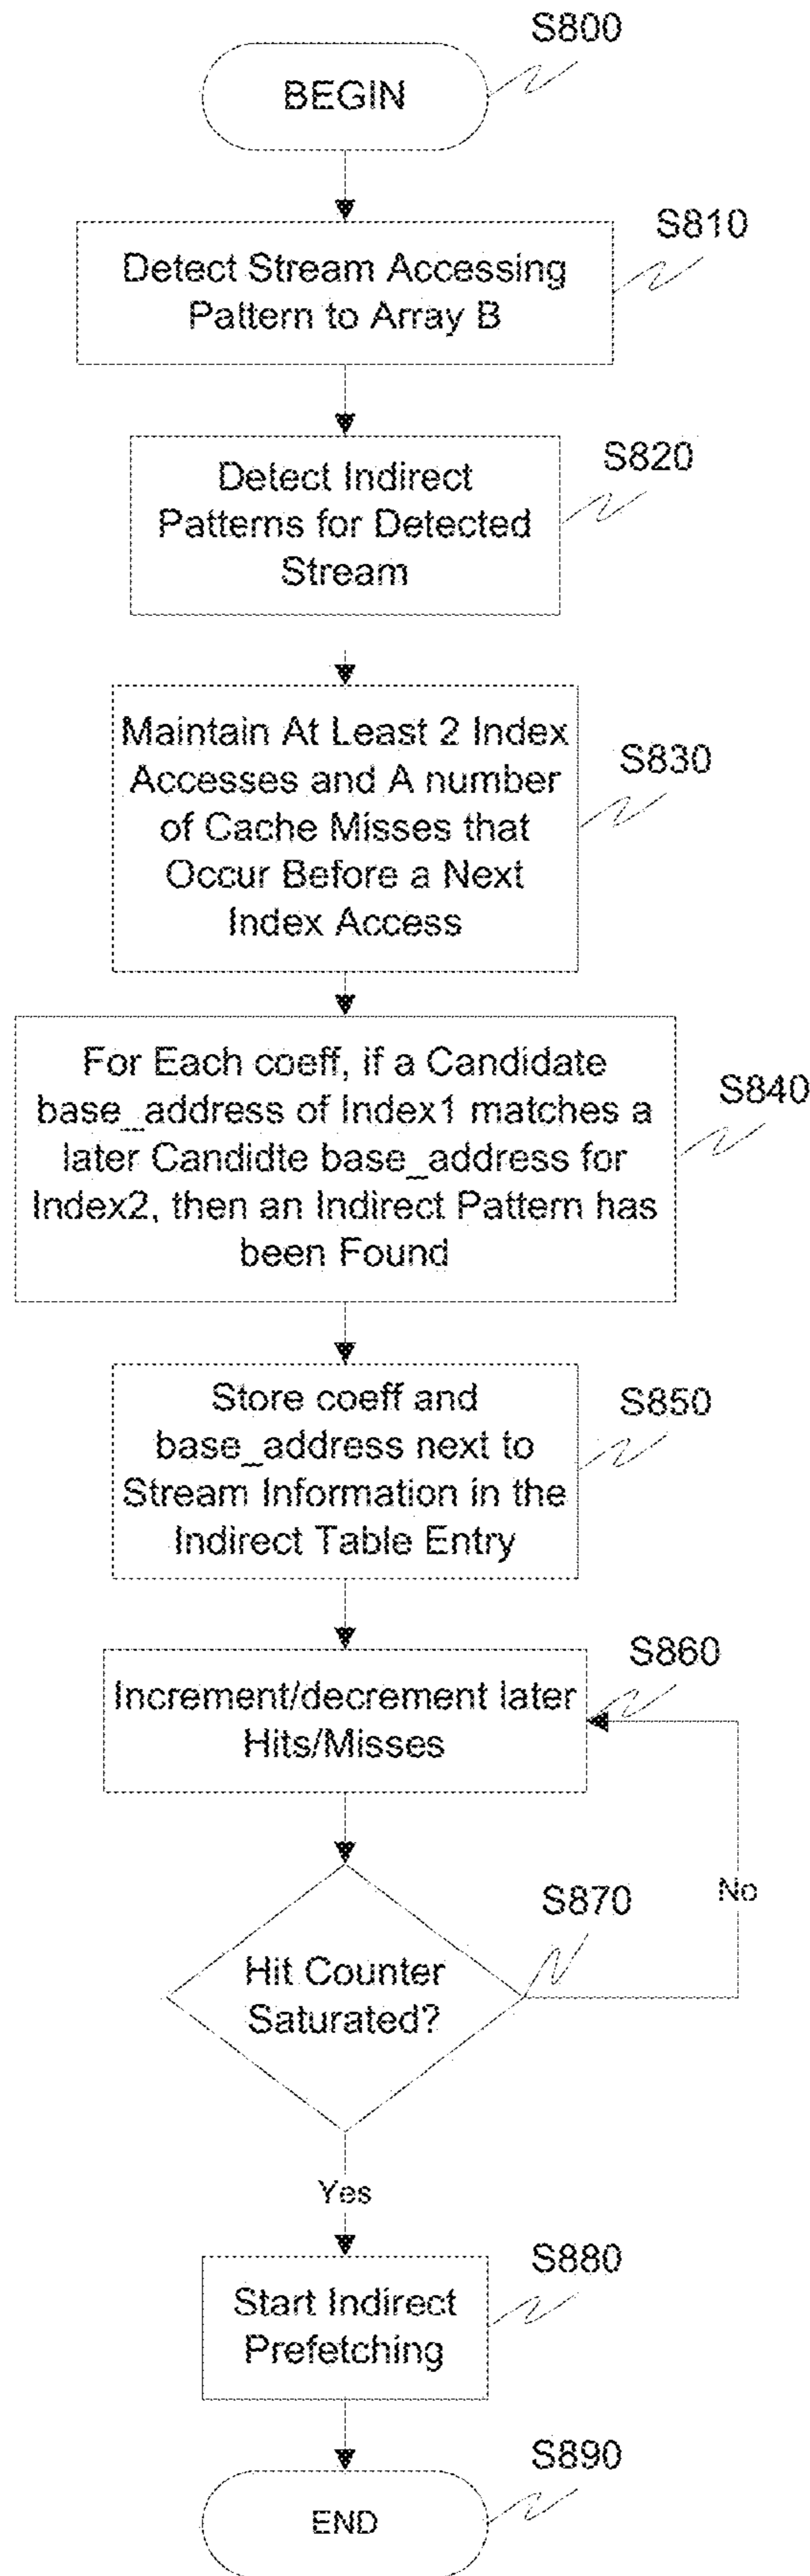 S800
BEGIN
S810
Detect Stream Accessing
Pattern to Array B
S820
Detect Indirect
Patterns for Detected
Stream
S830
Maintain At Least 2 Index
Accesses and A number
of Cache Misses that
Occur Before a Next
Index Access
S840
For Each coeff, if a Candidate
base_address of Index1 matches a
later Candidte base_address for
Index2, then an Indirect Pattern has
been Found
S850
Store coeff and
base_address next to
Stream Information in the
Indirect Table Entry
S860
Increment/decrement later
Hits/Misses
S870
No
Hit Counter
Saturated?
Yes
S880
Start Indirect
Prefetching
S890
END